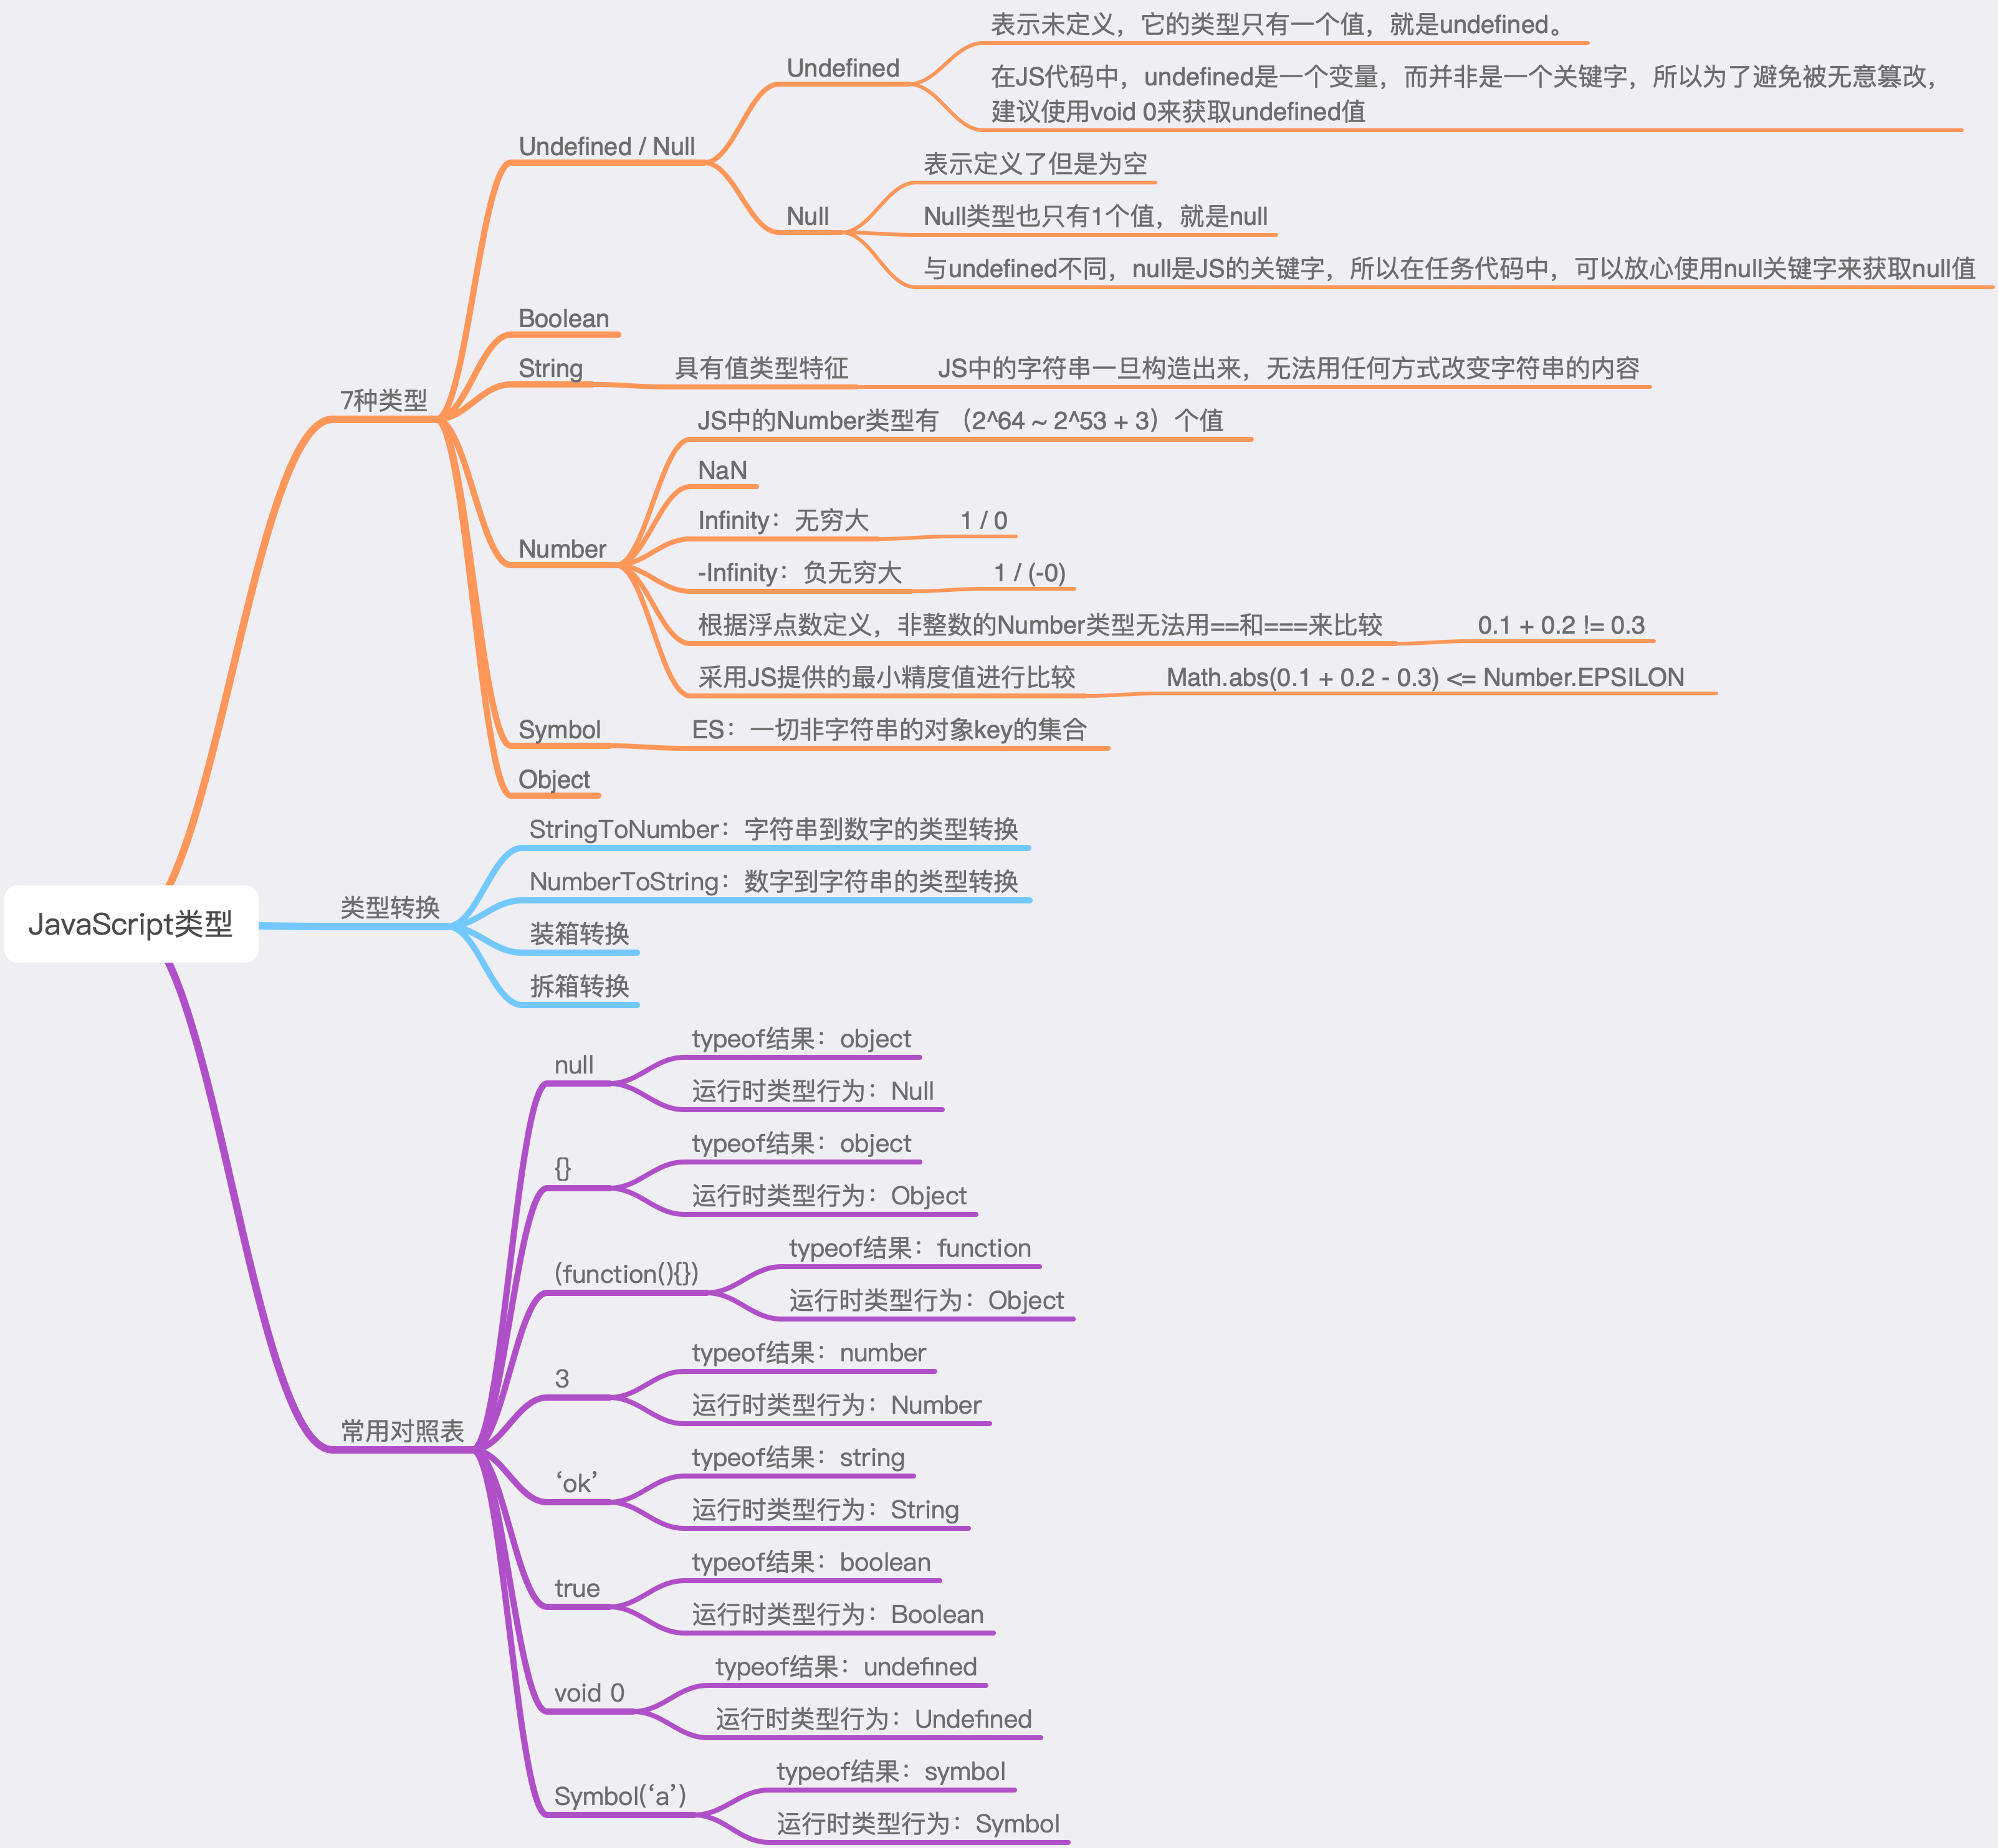 JavaScript类型
7种类型
Undefined / Null
Undefined
表示未定义，它的类型只有一个值，就是undefined。
在JS代码中，undefined是一个变量，而并非是一个关键字，所以为了避免被无意篡改，
建议使用void 0来获取undefined值
Null
表示定义了但是为空
Null类型也只有1个值，就是null
与undefined不同，null是JS的关键字，所以在任务代码中，可以放心使用null关键字来获取null值
Boolean
String
具有值类型特征
JS中的字符串一旦构造出来，无法用任何方式改变字符串的内容
Number
JS中的Number类型有 （2^64 ~ 2^53 + 3）个值
NaN
Infinity：无穷大
1 / 0
-Infinity：负无穷大
1 / (-0)
根据浮点数定义，非整数的Number类型无法用==和===来比较
0.1 + 0.2 != 0.3
采用JS提供的最小精度值进行比较
Math.abs(0.1 + 0.2 - 0.3) <= Number.EPSILON
Symbol
ES：一切非字符串的对象key的集合
Object
类型转换
StringToNumber：字符串到数字的类型转换
NumberToString：数字到字符串的类型转换
装箱转换
拆箱转换
常用对照表
null
typeof结果：object
运行时类型行为：Null
{}
typeof结果：object
运行时类型行为：Object
(function(){})
typeof结果：function
运行时类型行为：Object
3
typeof结果：number
运行时类型行为：Number
‘ok’
typeof结果：string
运行时类型行为：String
true
typeof结果：boolean
运行时类型行为：Boolean
void 0
typeof结果：undefined
运行时类型行为：Undefined
Symbol(‘a’)
typeof结果：symbol
运行时类型行为：Symbol